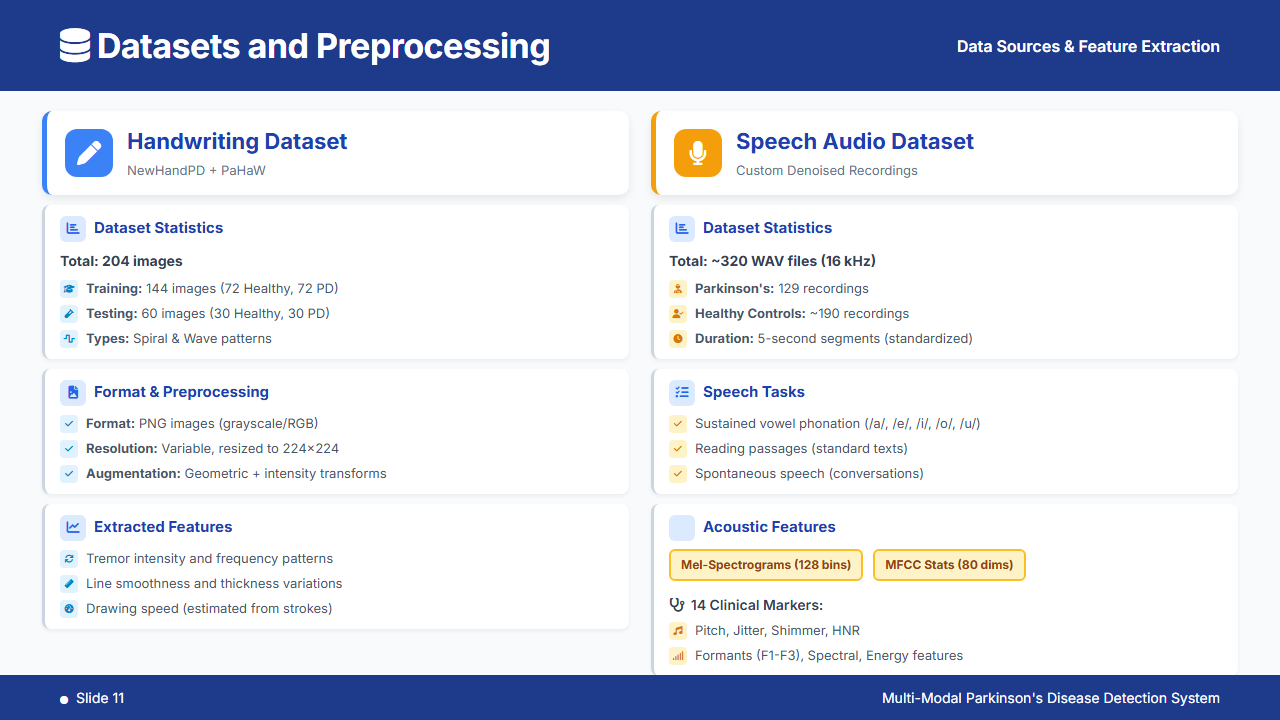 Datasets and Preprocessing
Data Sources & Feature Extraction
Handwriting Dataset
NewHandPD + PaHaW
Dataset Statistics
Total: 204 images
Training: 144 images (72 Healthy, 72 PD)
Testing: 60 images (30 Healthy, 30 PD)
Types: Spiral & Wave patterns
Format & Preprocessing
Format: PNG images (grayscale/RGB)
Resolution: Variable, resized to 224×224
Augmentation: Geometric + intensity transforms
Extracted Features
Tremor intensity and frequency patterns
Line smoothness and thickness variations
Drawing speed (estimated from strokes)
Speech Audio Dataset
Custom Denoised Recordings
Dataset Statistics
Total: ~320 WAV files (16 kHz)
Parkinson's: 129 recordings
Healthy Controls: ~190 recordings
Duration: 5-second segments (standardized)
Speech Tasks
Sustained vowel phonation (/a/, /e/, /i/, /o/, /u/)
Reading passages (standard texts)
Spontaneous speech (conversations)
Acoustic Features
Mel-Spectrograms (128 bins)
MFCC Stats (80 dims)
14 Clinical Markers:
Pitch, Jitter, Shimmer, HNR
Formants (F1-F3), Spectral, Energy features
Slide 11
Multi-Modal Parkinson's Disease Detection System